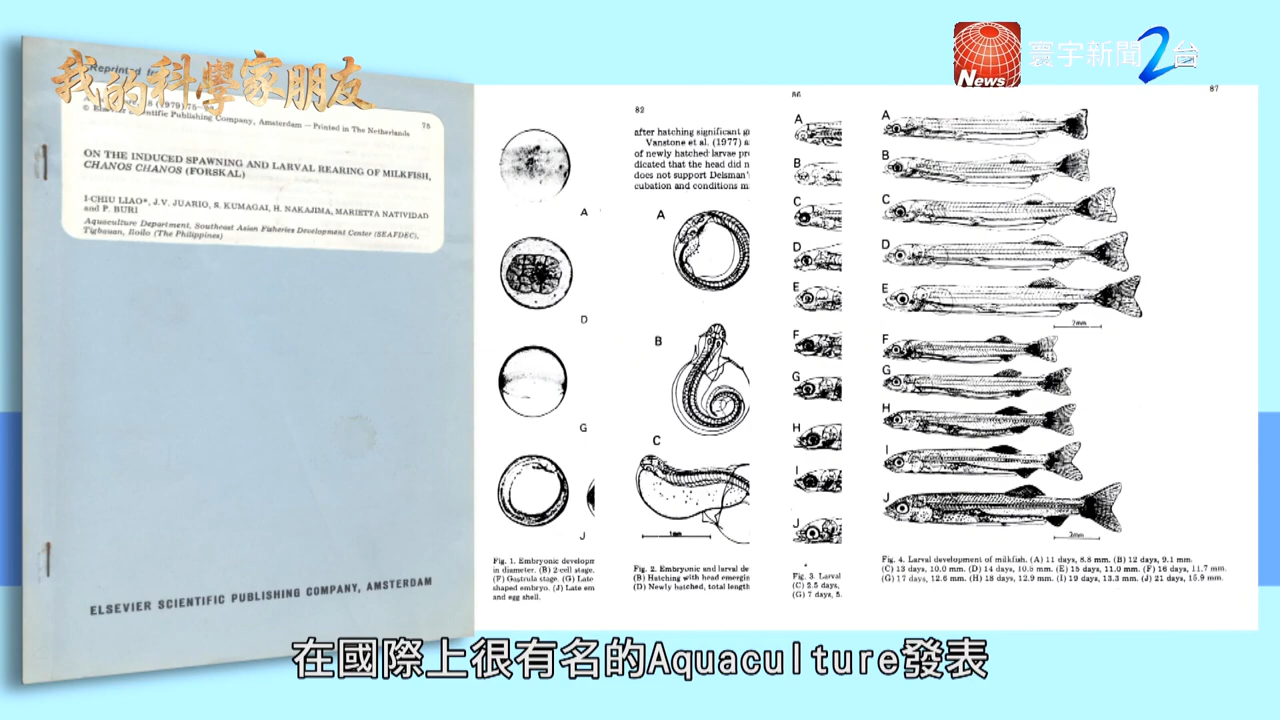 我的科學家朋友
News
寰宇新聞2台
Reprinted
8 (1979) 75
Publishing Company, Amsterdam — Printed in The Netherlands
75
ON THE INDUCED SPAWNING AND LARVAL REARING OF MILKFISH,
CHANOS CHANOS (FORSKAL)
I-CHIU LIAO*, J.V. JUARIO, S. KUMAGAI, H. NAKAJIMA, MARIETTA NATIVIDAD
and P. BURI
Aquaculture Department, Southeast Asian Fisheries Development Center (SEAFDEC),
Tigbauan, Iloilo (The Philippines)
ELSEVIER SCIENTIFIC PUBLISHING COMPANY, AMSTERDAM
A
D
G
J
Fig. 1. Embryonic developm
in diameter. (B) 2-cell stage.
(F) Gastrula stage. (G) Late
shaped embryo. (J) Late em
and egg shell.
82
after hatching significant g
Vanstone et al. (1977) a
of newly hatched larvae pr
dicated that the head did n
does not support Delsman'
cubation and conditions m
A
B
C
1mm
Fig. 2. Embryonic and larval de
(B) Hatching with head emergin
(D) Newly hatched, total length
86
A
B
C
D
E
F
G
H
I
J
Fig. 3. Larval
(C) 2.5 days,
(G) 7 days, 5.
87
A
B
C
D
E
2mm
F
G
H
I
J
2mm
Fig. 4. Larval development of milkfish. (A) 11 days, 8.8 mm. (B) 12 days, 9.1 mm.
(C) 13 days, 10.0 mm. (D) 14 days, 10.5 mm. (E) 15 days, 11.0 mm. (F) 16 days, 11.7 mm.
(G) 17 days, 12.6 mm. (H) 18 days, 12.9 mm. (I) 19 days, 13.3 mm. (J) 21 days, 15.9 mm.
在國際上很有名的Aquaculture發表